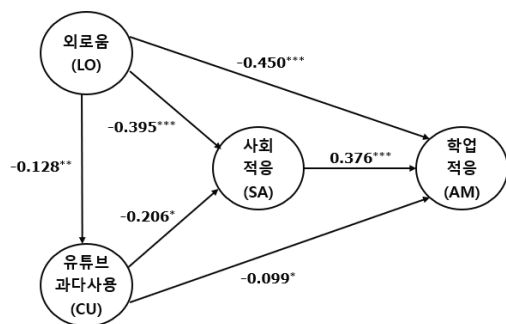 외로움
(LO)
-0.450***
-0.395***
-0.128**
사회
적응
(SA)
0.376***
학업
적응
(AM)
-0.206*
유튜브
과다사용
(CU)
-0.099*